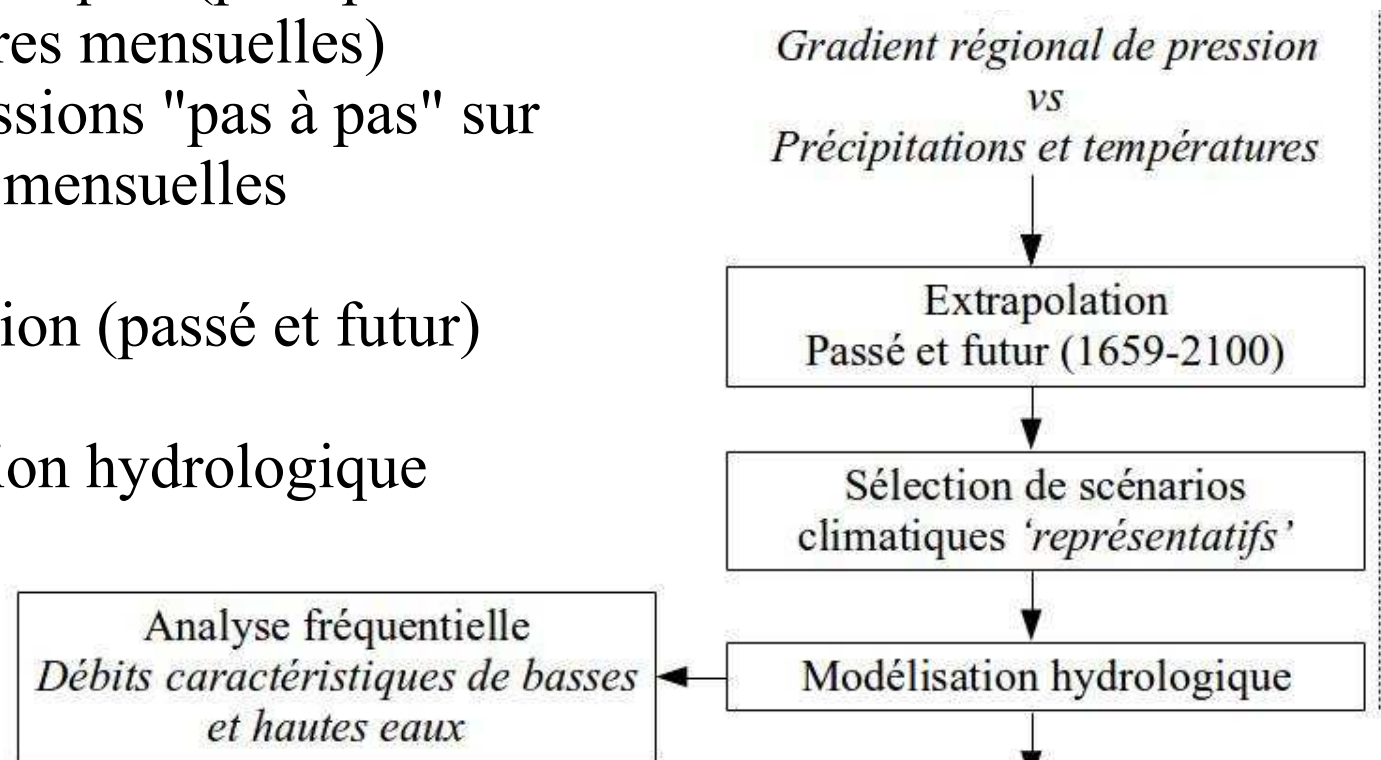 res mensuelles)
ssions "pas à pas" sur
mensuelles
ion (passé et futur)
ion hydrologique
Gradient régional de pression
vs
Précipitations et températures
Extrapolation
Passé et futur (1659-2100)
Sélection de scénarios
climatiques ‘représentatifs’
Modélisation hydrologique
Analyse fréquentielle
Débits caractéristiques de basses
et hautes eaux